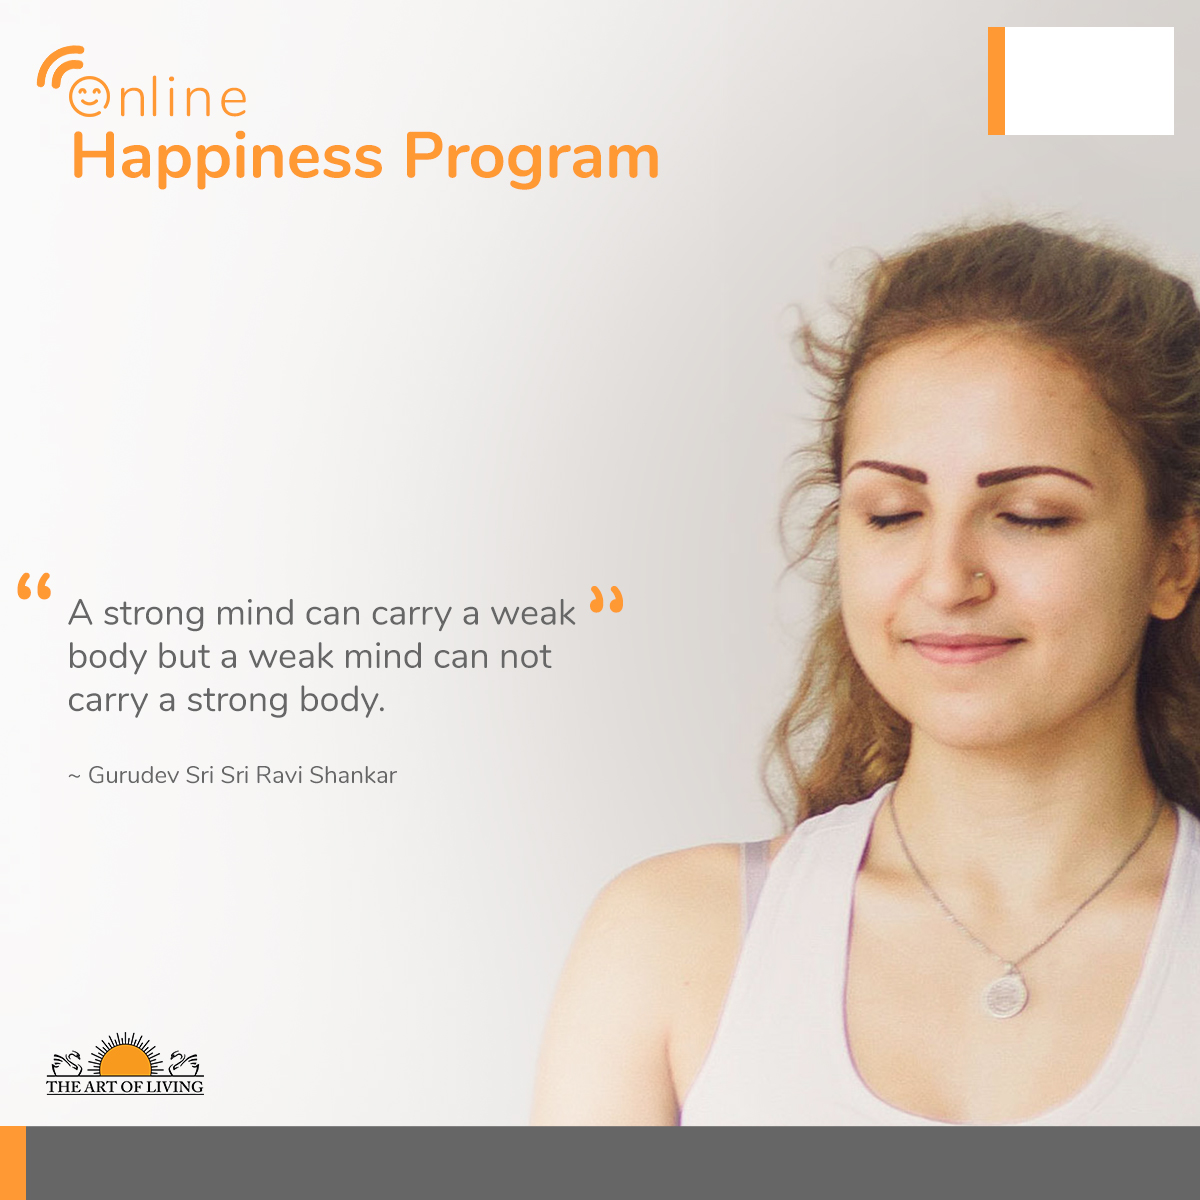 Online
Happiness Program
“ A strong mind can carry a weak ”
body but a weak mind can not
carry a strong body.
~ Gurudev Sri Sri Ravi Shankar
THE ART OF LIVING